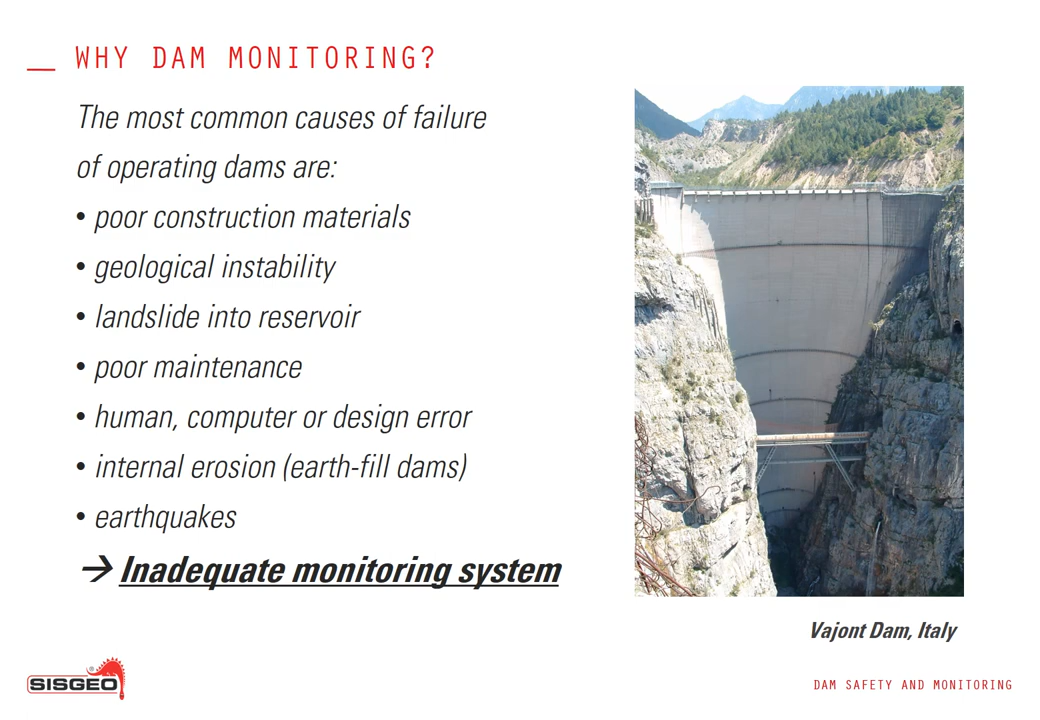 WHY DAM MONITORING?
The most common causes of failure
of operating dams are:
• poor construction materials
• geological instability
• landslide into reservoir
• poor maintenance
• human, computer or design error
• internal erosion (earth-fill dams)
• earthquakes
→ Inadequate monitoring system
Vajont Dam, Italy
SISGEO®
DAM SAFETY AND MONITORING